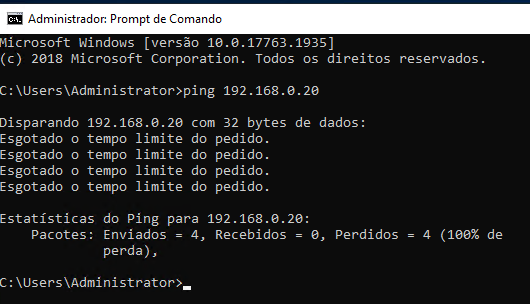 Administrador: Prompt de Comando
Microsoft Windows [versão 10.0.17763.1935]
(c) 2018 Microsoft Corporation. Todos os direitos reservados.
C:\Users\Administrator>ping 192.168.0.20
Disparando 192.168.0.20 com 32 bytes de dados:
Esgotado o tempo limite do pedido.
Esgotado o tempo limite do pedido.
Esgotado o tempo limite do pedido.
Esgotado o tempo limite do pedido.
Estatísticas do Ping para 192.168.0.20:
Pacotes: Enviados = 4, Recebidos = 0, Perdidos = 4 (100% de
perda),
C:\Users\Administrator>